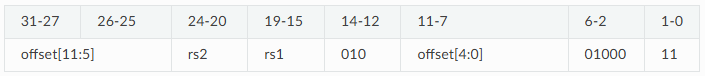 31-27 26-25 24-20 19-15 14-12 11-7 6-2 1-0
offset[11:5] rs2 rs1 010 offset[4:0] 01000 11